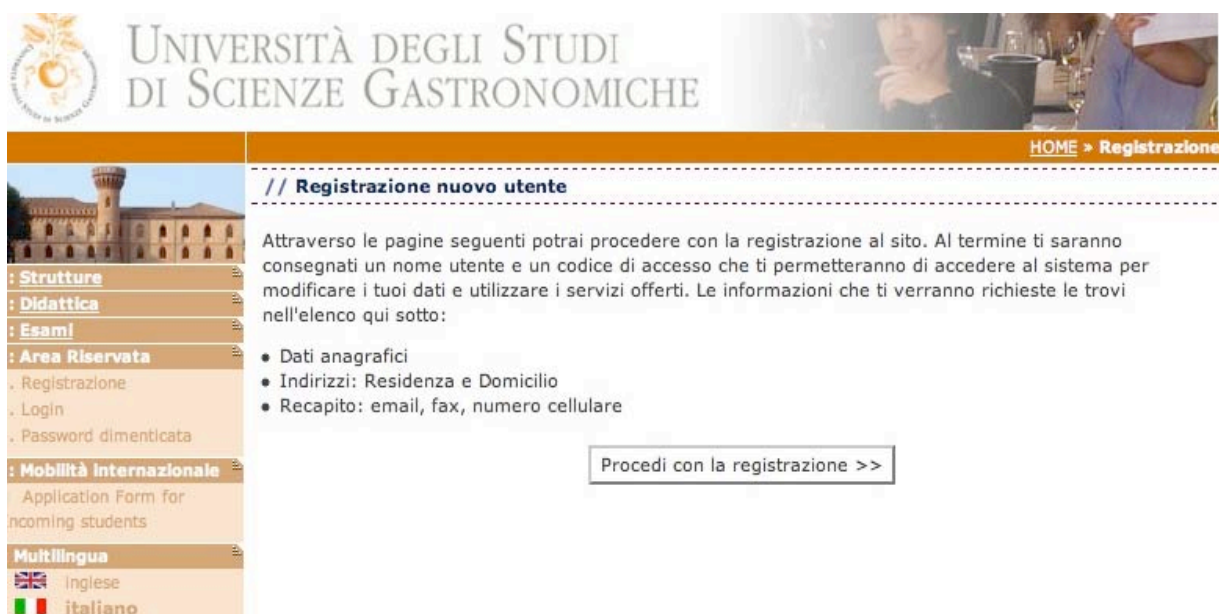 UNIVERSITÀ DEGLI STUDI
DI SCIENZE GASTRONOMICHE
HOME » Registrazione
// Registrazione nuovo utente
Attraverso le pagine seguenti potrai procedere con la registrazione al sito. Al termine ti saranno
consegnati un nome utente e un codice di accesso che ti permetteranno di accedere al sistema per
modificare i tuoi dati e utilizzare i servizi offerti. Le informazioni che ti verranno richieste le trovi
nell'elenco qui sotto:
• Dati anagrafici
• Indirizzi: Residenza e Domicilio
• Recapito: email, fax, numero cellulare
Procedi con la registrazione >>
: Strutture
: Didattica
: Esami
: Area Riservata
. Registrazione
. Login
. Password dimenticata
: Mobilità internazionale
Application Form for
ncoming students
Multilingua
inglese
italiano